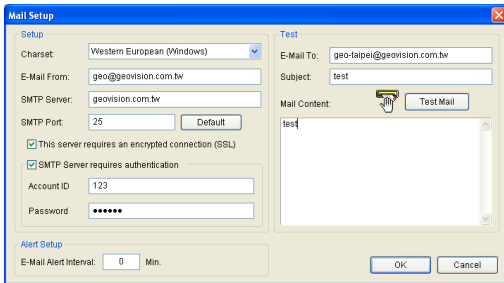 Mail Setup
Setup
Charset: Western European (Windows)
E-Mail From: geo@geovision.com.tw
SMTP Server: geovision.com.tw
SMTP Port: 25 Default
This server requires an encrypted connection (SSL)
SMTP Server requires authentication
Account ID 123
Password ●●●●●●
Alert Setup
E-Mail Alert Interval: 0 Min.
Test
E-Mail To: geo-taipei@geovision.com.tw
Subject: test
Mail Content: Test Mail
test
OK Cancel